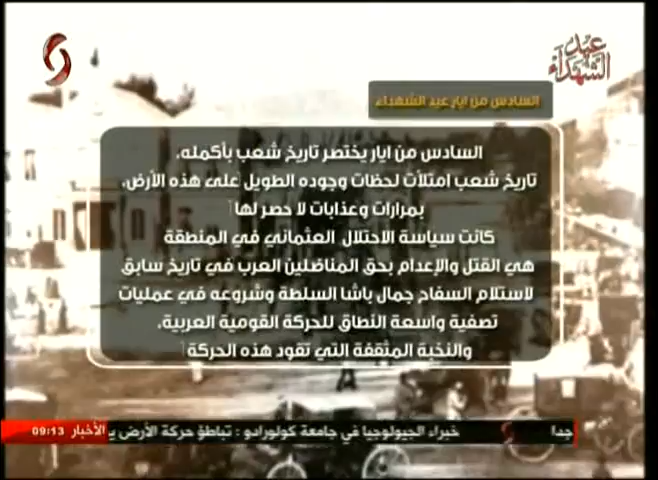 عيد
الشهداء
السادس من ايار عيد الشهداء
السادس من ايار يختصر تاريخ شعب بأكمله،
تاريخ شعب امتلأت لحظات وجوده الطويل على هذه الأرض،
بمرارات وعذابات لا حصر لها
كانت سياسة الاحتلال العثماني في المنطقة
هي القتل والإعدام بحق المناضلين العرب في تاريخ سابق
لاستلام السفاح جمال باشا السلطة وشروعه في عمليات
تصفية واسعة النطاق للحركة القومية العربية،
والنخبة المثقفة التي تقود هذه الحركة
جدا خبراء الجيولوجيا في جامعة كولورادو : تباطؤ حركة الأرض ي الأخبار 09:13